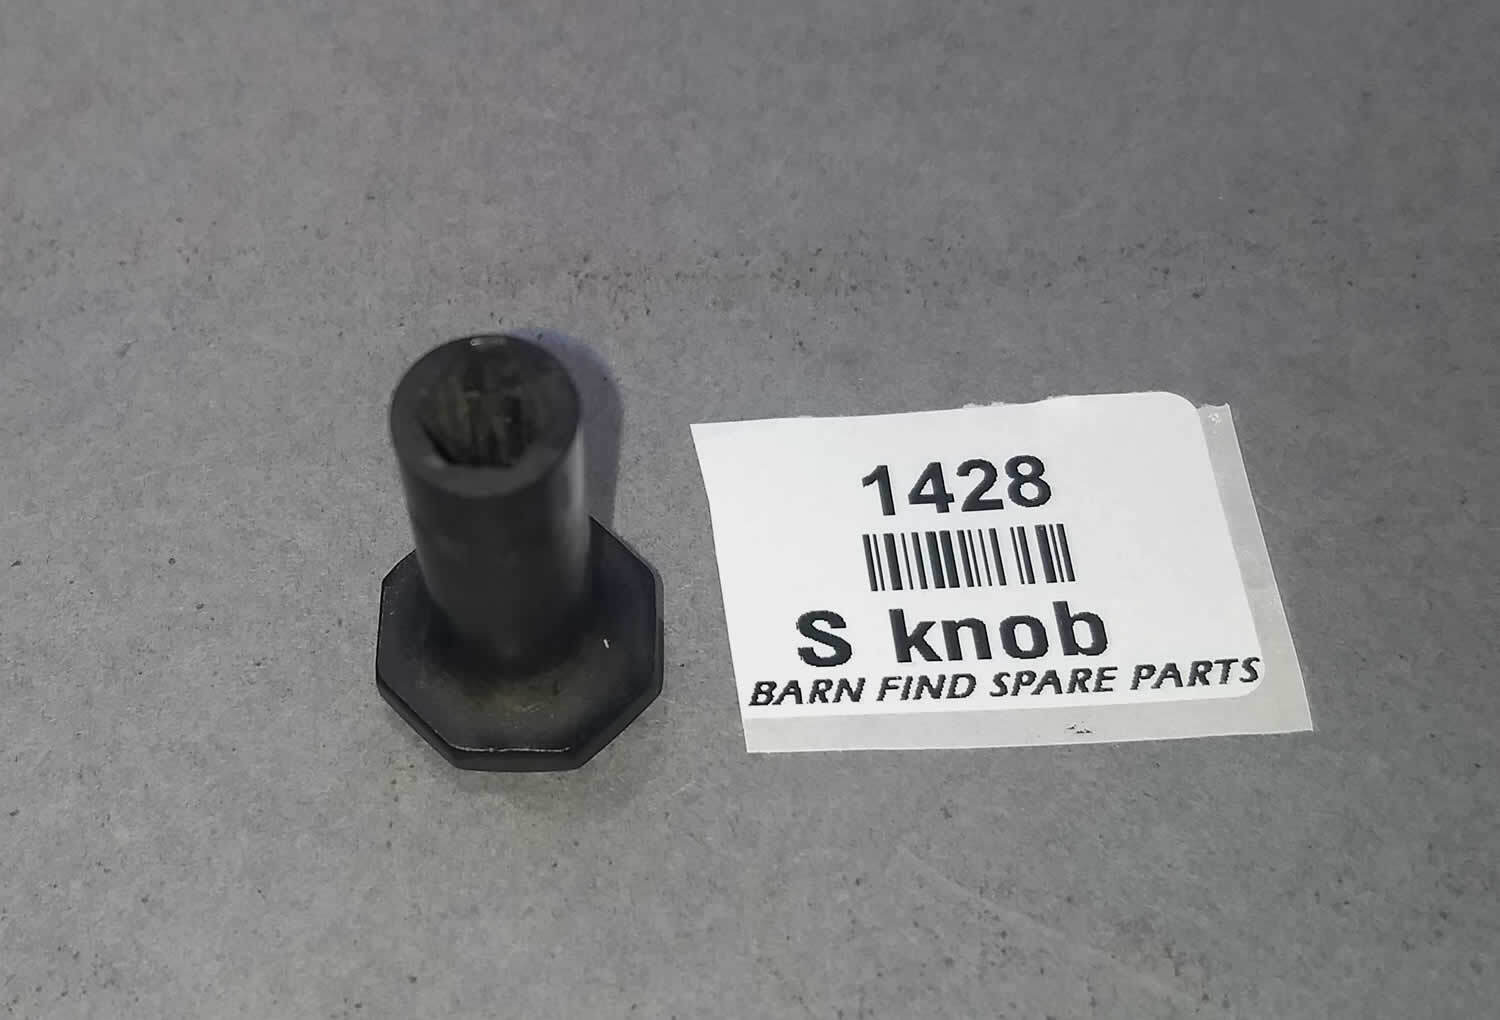 1428
S knob
BARN FIND SPARE PARTS